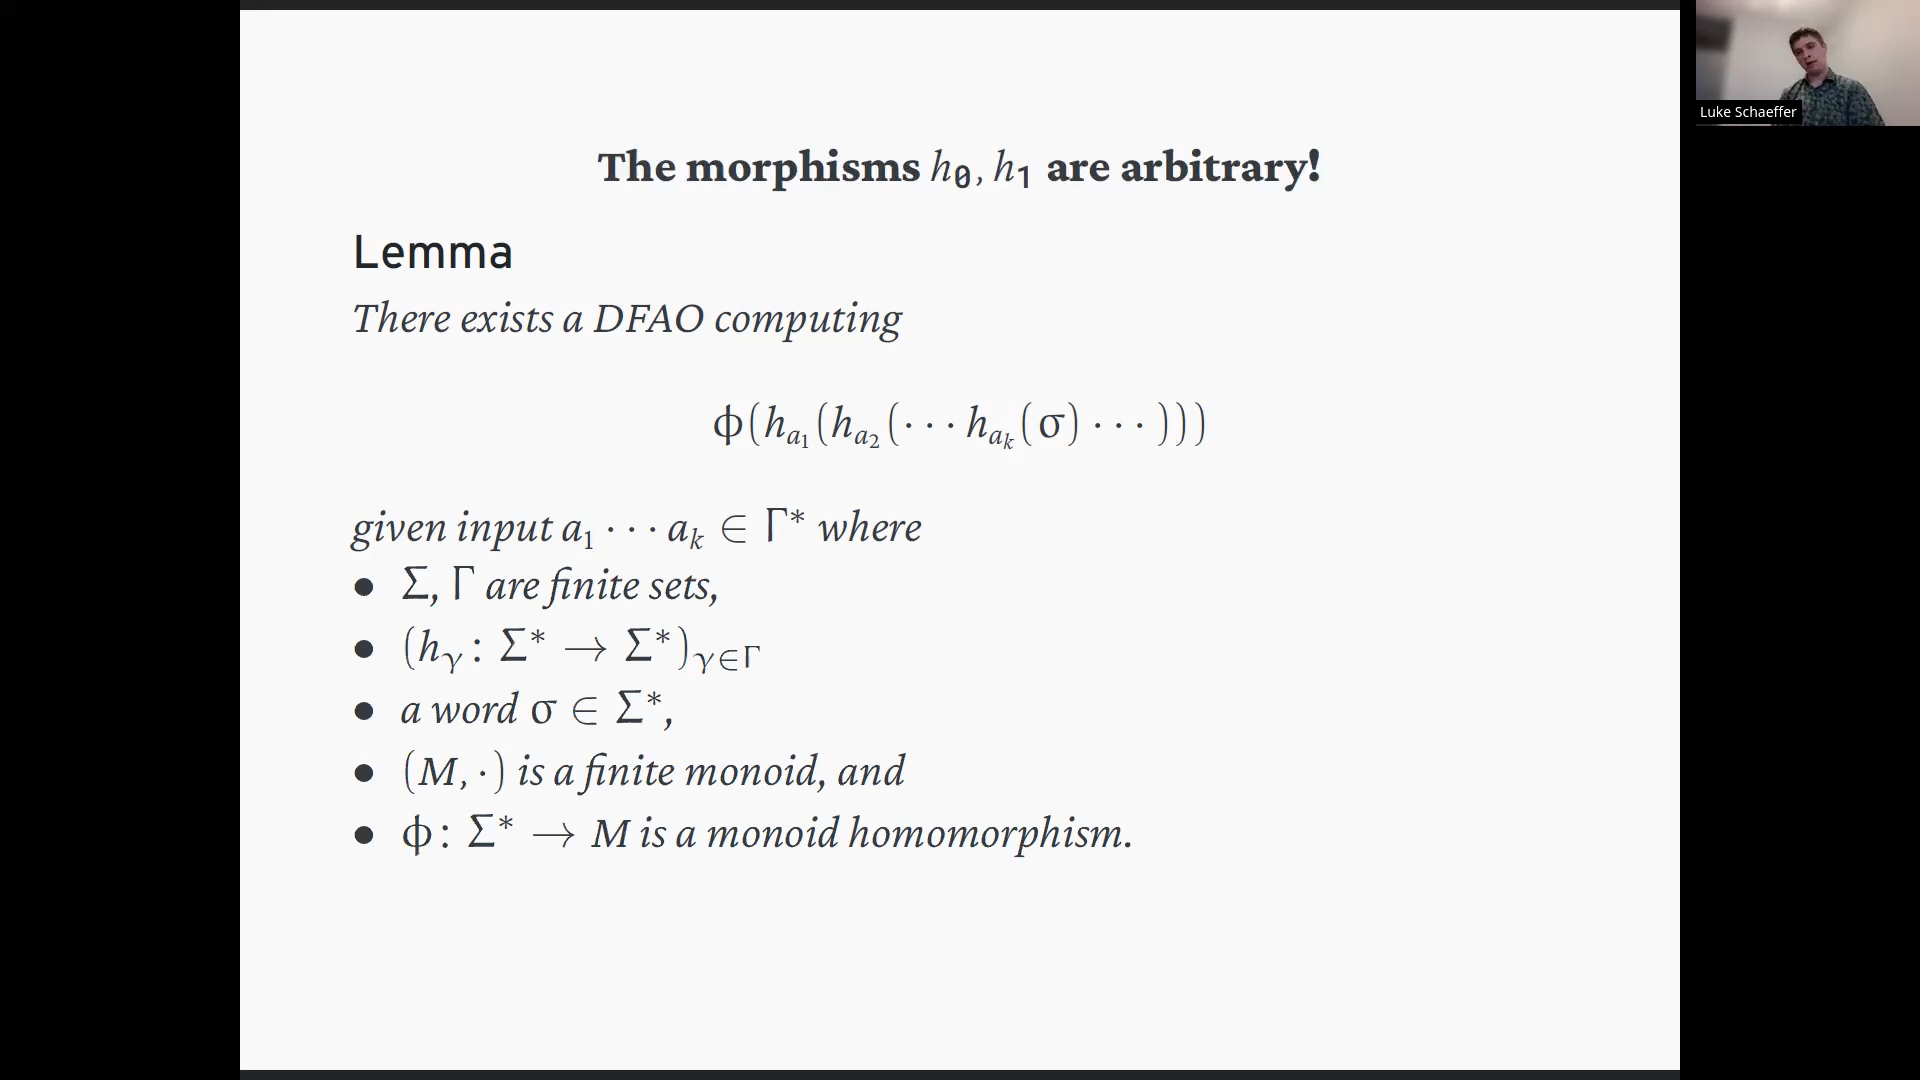 The morphisms h₀, h₁ are arbitrary!
Luke Schaeffer
Lemma
There exists a DFAO computing
ϕ(h_{a₁}(h_{a₂}(··· h_{a_k}(σ) ··· )))
given input a₁ ··· a_k ∈ Γ* where
● Σ, Γ are finite sets,
● (h_γ : Σ* → Σ*)_{γ∈Γ}
● a word σ ∈ Σ*,
● (M, ·) is a finite monoid, and
● ϕ: Σ* → M is a monoid homomorphism.